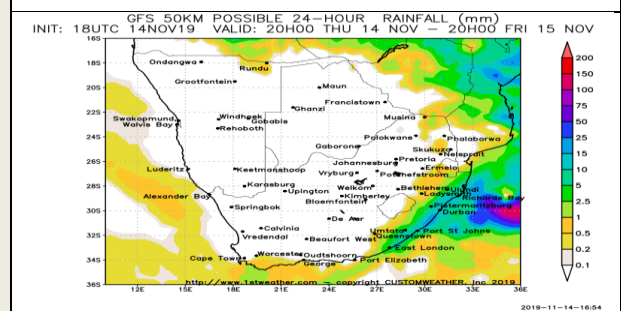 GFS 50KM POSSIBLE 24-HOUR RAINFALL (mm)
INIT: 18UTC 14NOV19 VALID: 20H00 THU 14 NOV – 20H00 FRI 15 NOV
16S
18S
20S
22S
24S
26S
28S
30S
32S
34S
36S
Ondangwa
Rundu
Grootfontein
Maun
Francistown
Ghanzi
Swakopmund
Windhoek
Gobabis
Musina
Walvis Bay
Rehoboth
Polokwane
Phalaborwa
Gaborone
Skukuza
Nelspruit
Johannesburg
Pretoria
Luderitz
Keetmanshoop
Vryburg
Potchefstroom
Ermelo
Karasburg
Upington
Welkom
Bethlehem
Ulundi
Alexander Bay
Kimberley
Ladysmith
Richards Bay
Springbok
Bloemfontein
Pietermaritzburg
Durban
De Aar
Calvinia
Umtata
Port St Johns
Vredendal
Beaufort West
Queenstown
East London
Cape Town
Worcester
Oudtshoorn
George
Port Elizabeth
http://www.1stweather.com – copyright CUSTOMWEATHER, Inc 2019
12E 15E 18E 21E 24E 27E 30E 33E 36E
200
150
100
75
50
25
15
10
5
2.5
1
0.5
0.2
0.1
2019-11-14-16:54